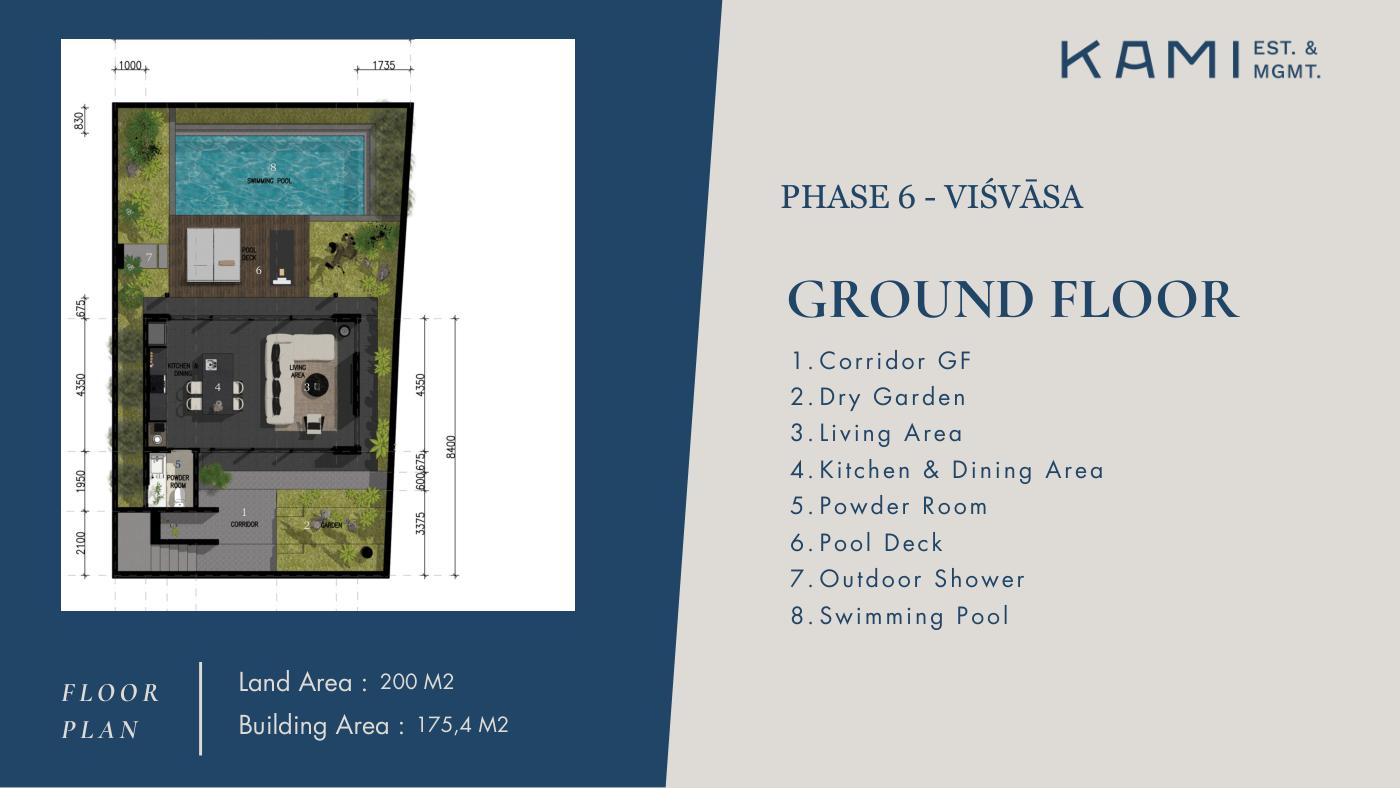 1000
1735
830
8
SWIMMING POOL
7
POOL
DECK
6
675
KITCHEN &
DINING
LIVING
AREA
4
3
4350
4350
8400
5
POWDER
ROOM
675
600
1950
1
CORRIDOR
2
GARDEN
3375
2100
FLOOR
PLAN
Land Area : 200 M2
Building Area : 175,4 M2
KAMI EST. &
MGMT.
PHASE 6 - VIŚVĀSA
GROUND FLOOR
1. Corridor GF
2. Dry Garden
3. Living Area
4. Kitchen & Dining Area
5. Powder Room
6. Pool Deck
7. Outdoor Shower
8. Swimming Pool